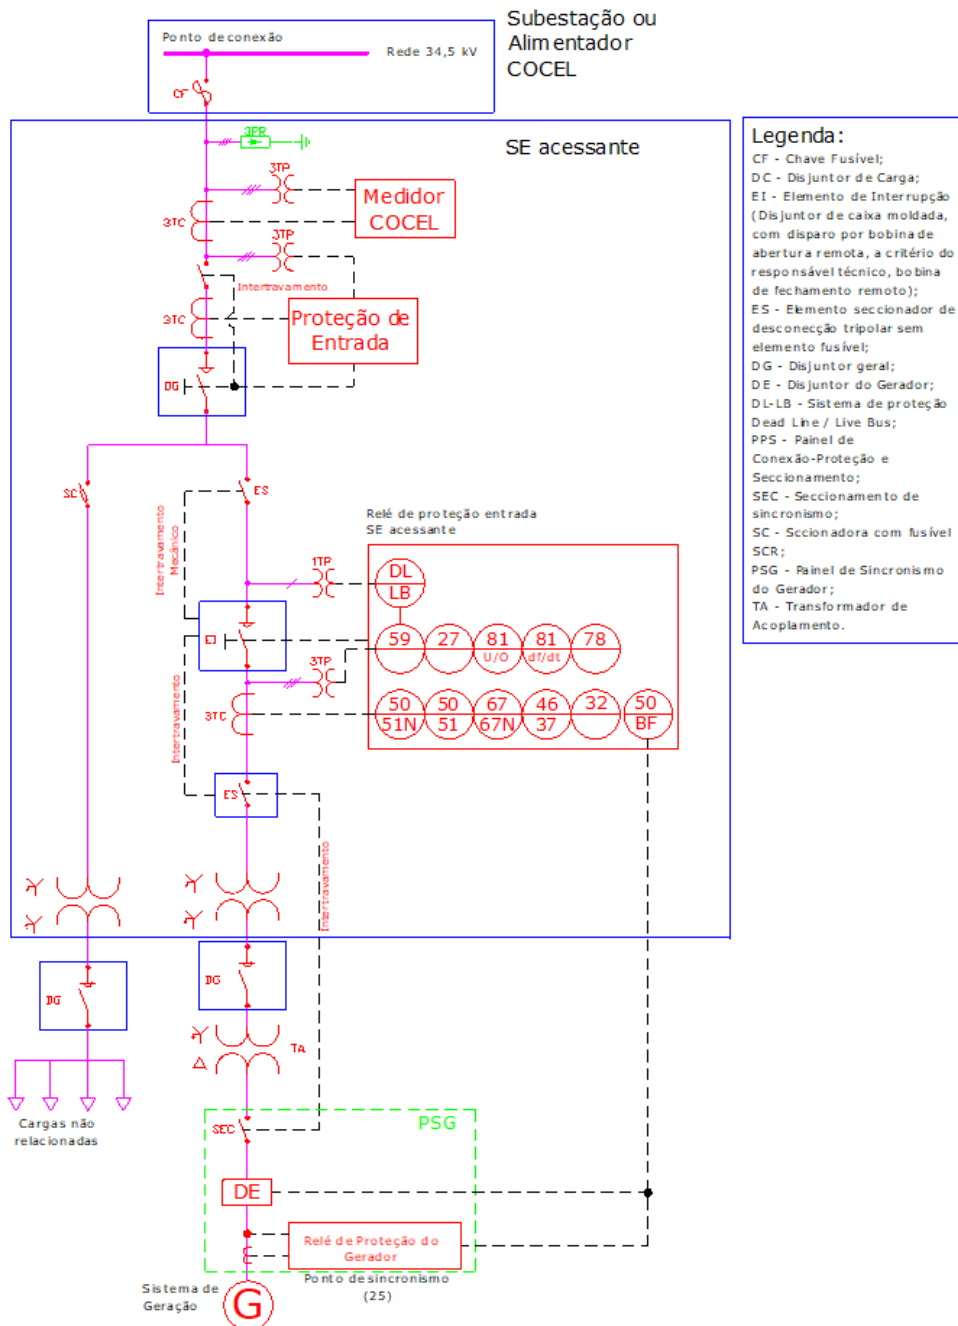 Subestação ou
Alimentador
COCEL
Ponto de conexão
Rede 34,5 kV
CF
SE acessante
3PR
3TP
Medidor
COCEL
3TC
3TP
Intertravamento
3TC
Proteção de
Entrada
DG
SC
ES
Intertravamento
Mecânico
Relé de proteção entrada
SE acessante
1TP
DL
LB
EI
59
27
81
U/O
81
df/dt
78
3TP
Intertravamento
3TC
50
51N
50
51
67
67N
46
37
32
50
BF
ES
Intertravamento
DG
DG
TA
Cargas não
relacionadas
PSG
SEC
DE
Relé de Proteção do
Gerador
Ponto de sincronismo
(25)
Sistema de
Geração
G
Legenda:
CF - Chave Fusível;
DC - Disjuntor de Carga;
EI - Elemento de Interrupção
(Disjuntor de caixa moldada,
com disparo por bobina de
abertura remota, a critério do
responsável técnico, bobina
de fechamento remoto);
ES - Elemento seccionador de
desconecção tripolar sem
elemento fusível;
DG - Disjuntor geral;
DE - Disjuntor do Gerador;
DL-LB - Sistema de proteção
Dead Line / Live Bus;
PPS - Painel de
Conexão-Proteção e
Seccionamento;
SEC - Seccionamento de
sincronismo;
SC - Sccionadora com fusível
SCR;
PSG - Painel de Sincronismo
do Gerador;
TA - Transformador de
Acoplamento.